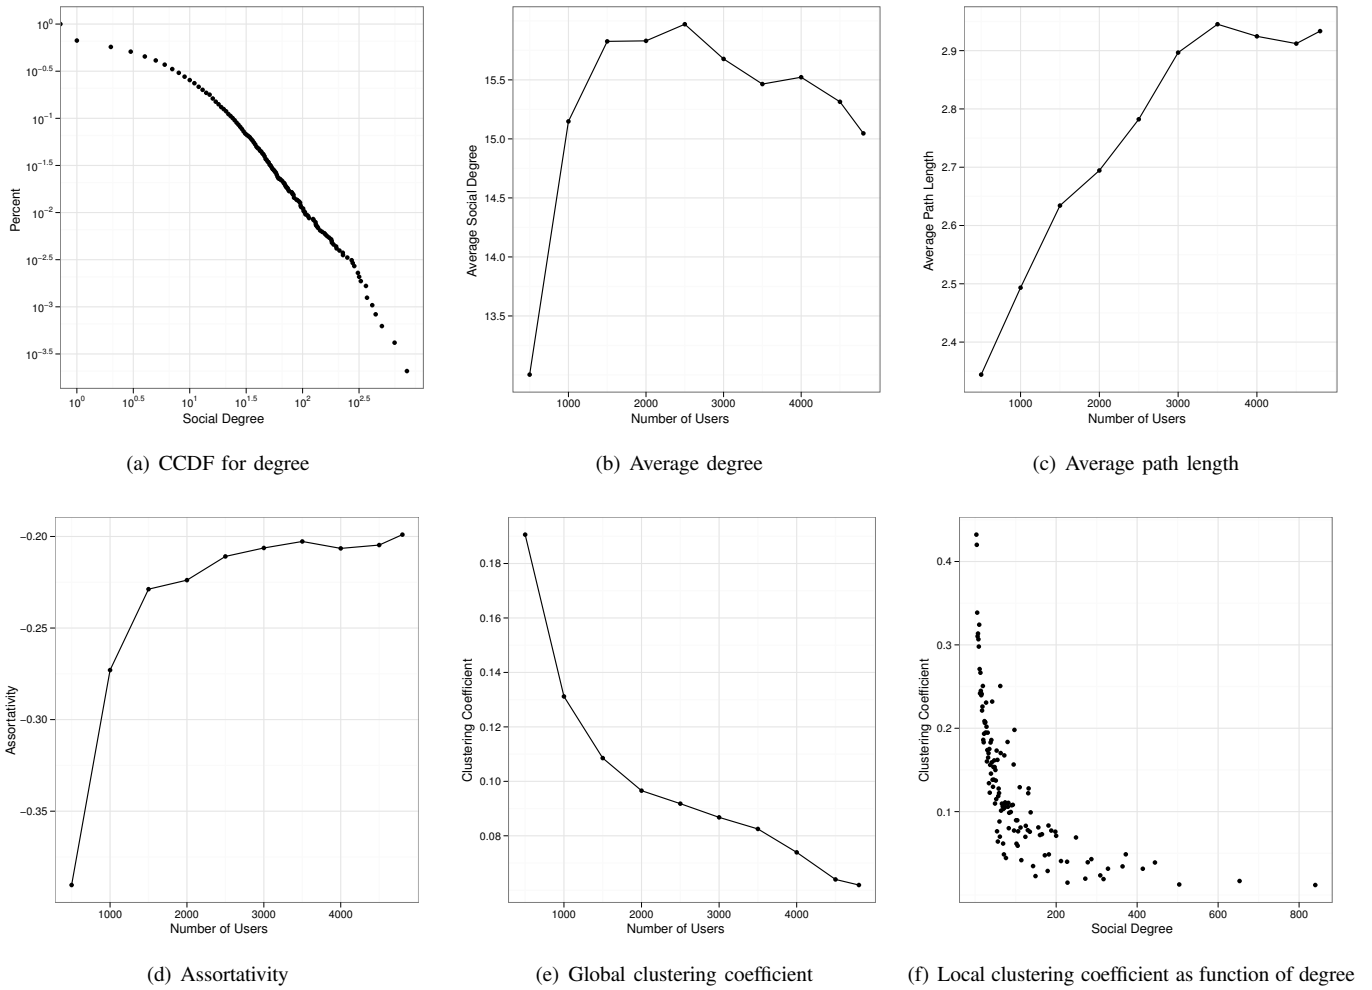 10^0
10^-0.5
10^-1
10^-1.5
10^-2
10^-2.5
10^-3
10^-3.5
Percent
10^0 10^0.5 10^1 10^1.5 10^2 10^2.5
Social Degree
(a) CCDF for degree
15.5
15.0
14.5
14.0
13.5
Average Social Degree
1000 2000 3000 4000
Number of Users
(b) Average degree
2.9
2.8
2.7
2.6
2.5
2.4
Average Path Length
1000 2000 3000 4000
Number of Users
(c) Average path length
−0.20
−0.25
−0.30
−0.35
Assortativity
1000 2000 3000 4000
Number of Users
(d) Assortativity
0.18
0.16
0.14
0.12
0.10
0.08
Clustering Coefficient
1000 2000 3000 4000
Number of Users
(e) Global clustering coefficient
0.4
0.3
0.2
0.1
Clustering Coefficient
200 400 600 800
Social Degree
(f) Local clustering coefficient as function of degree